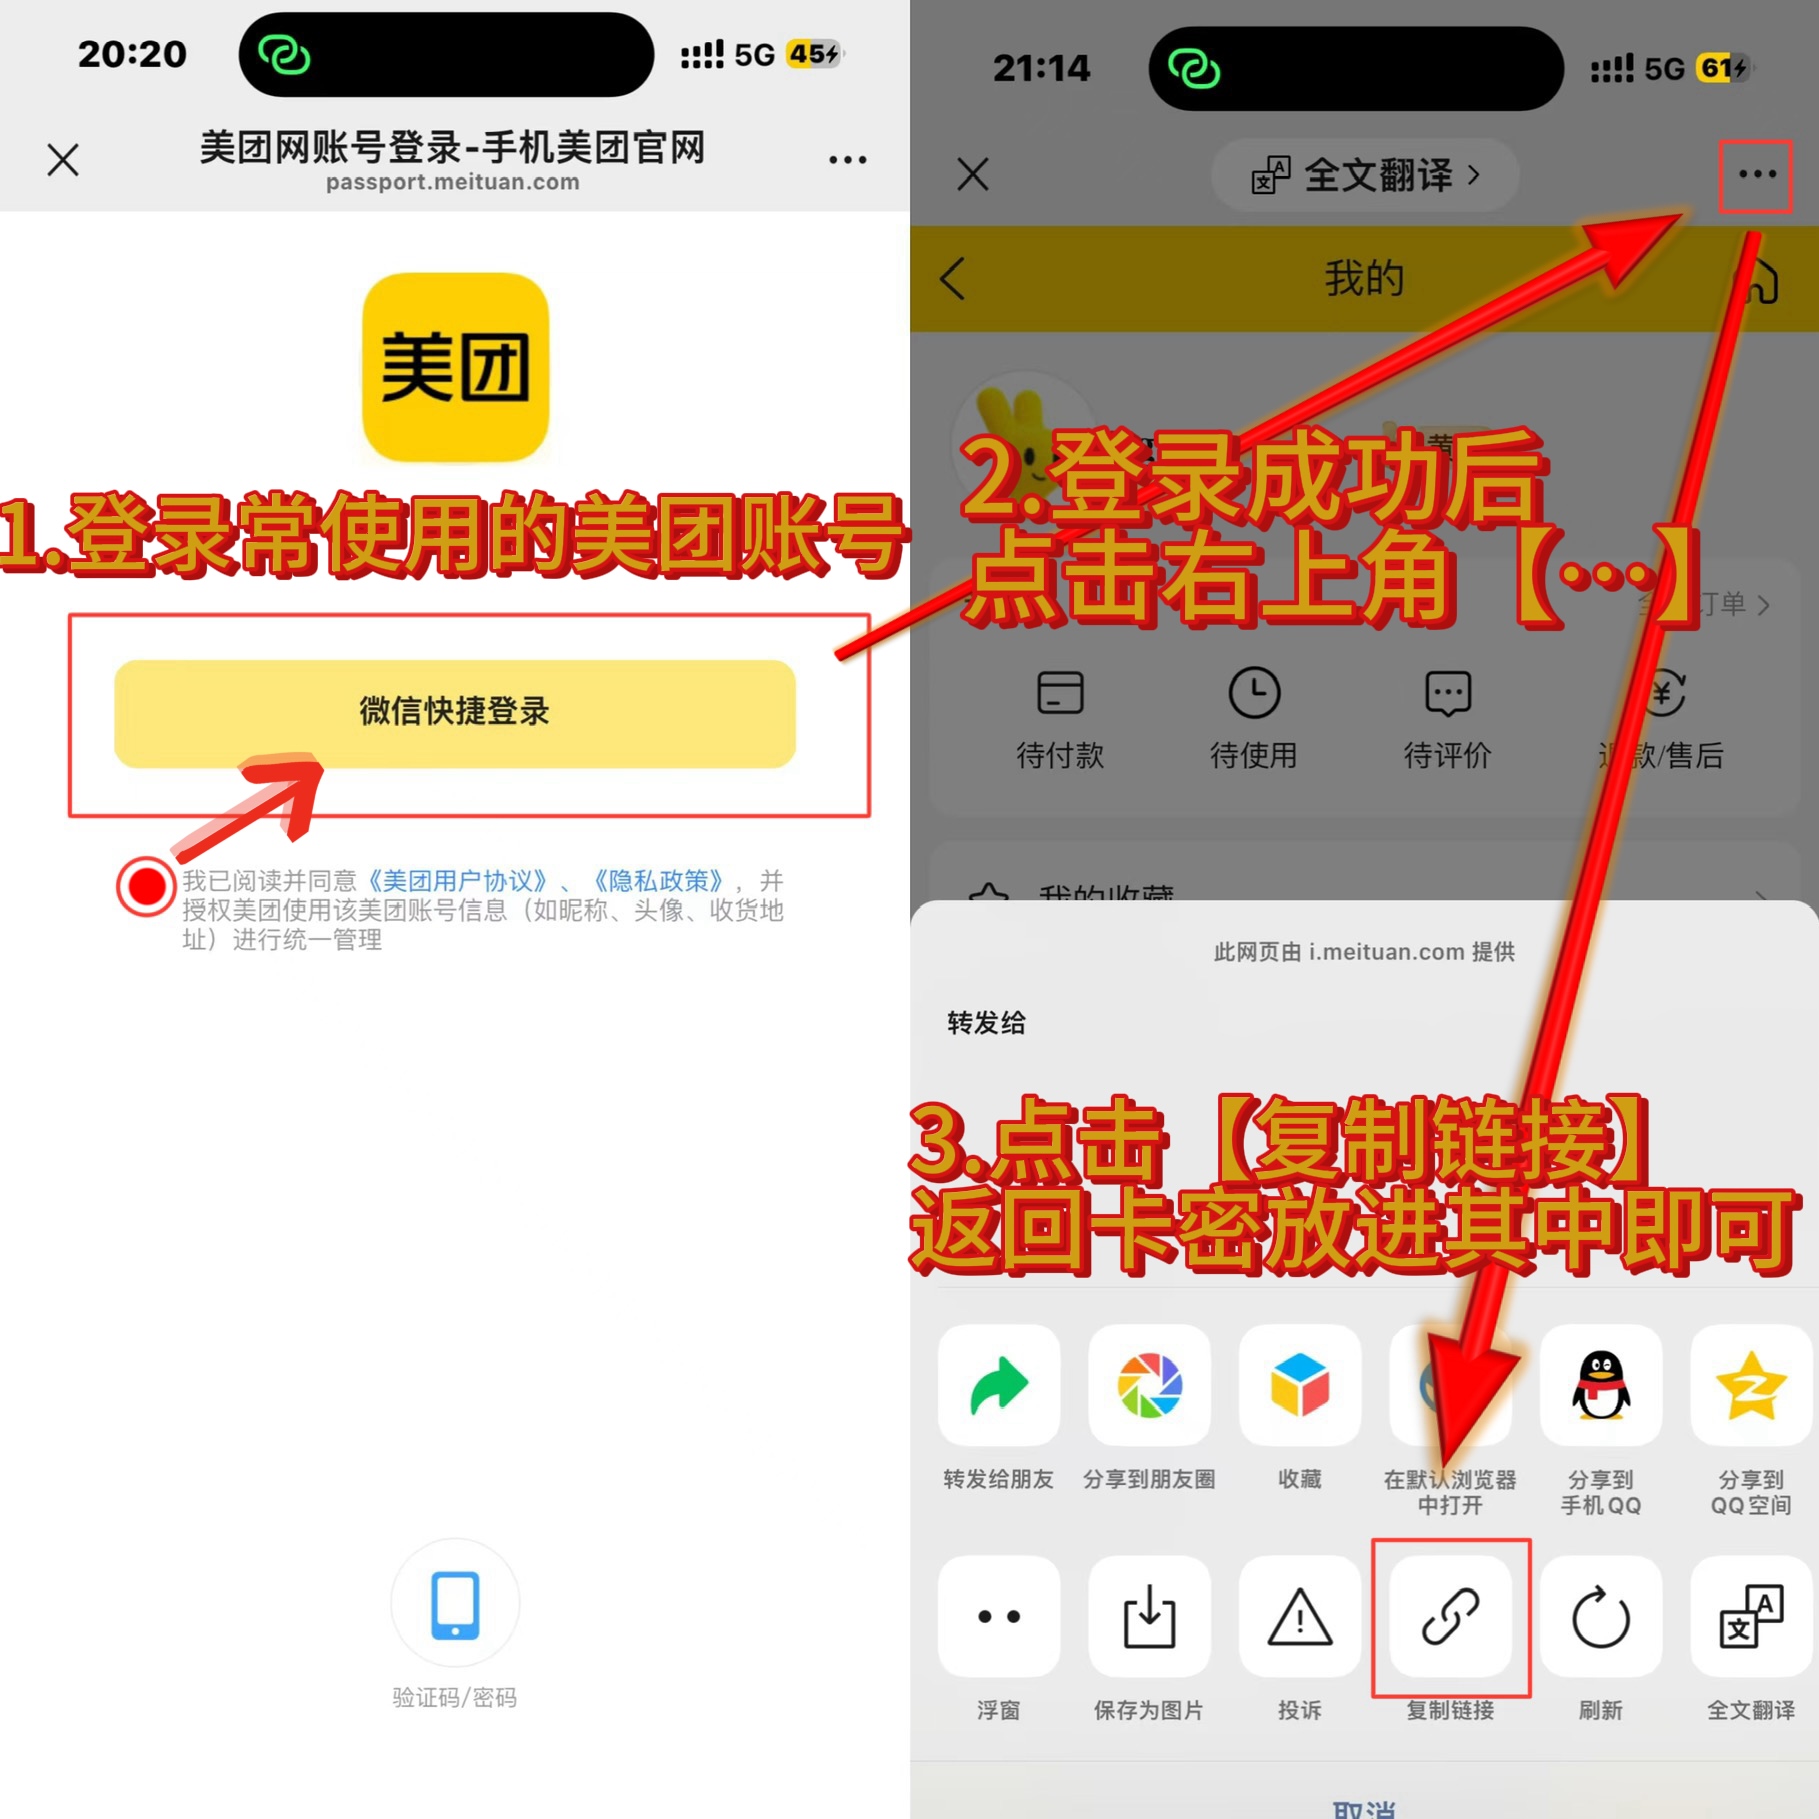 20:20
5G 45
美团网账号登录-手机美团官网
passport.meituan.com
美团
1.登录常使用的美团账号
微信快捷登录
我已阅读并同意《美团用户协议》、《隐私政策》，并
授权美团使用该美团账号信息（如昵称、头像、收货地
址）进行统一管理
验证码/密码
21:14
5G 61
全文翻译
我的
2.登录成功后
点击右上角【…】
订单
待付款
待使用
待评价
退款/售后
我的收藏
此网页由 i.meituan.com 提供
转发给
3.点击【复制链接】
返回卡密放进其中即可
转发给朋友
分享到朋友圈
收藏
在默认浏览器
中打开
分享到
手机QQ
分享到
QQ空间
浮窗
保存为图片
投诉
复制链接
刷新
全文翻译
取消